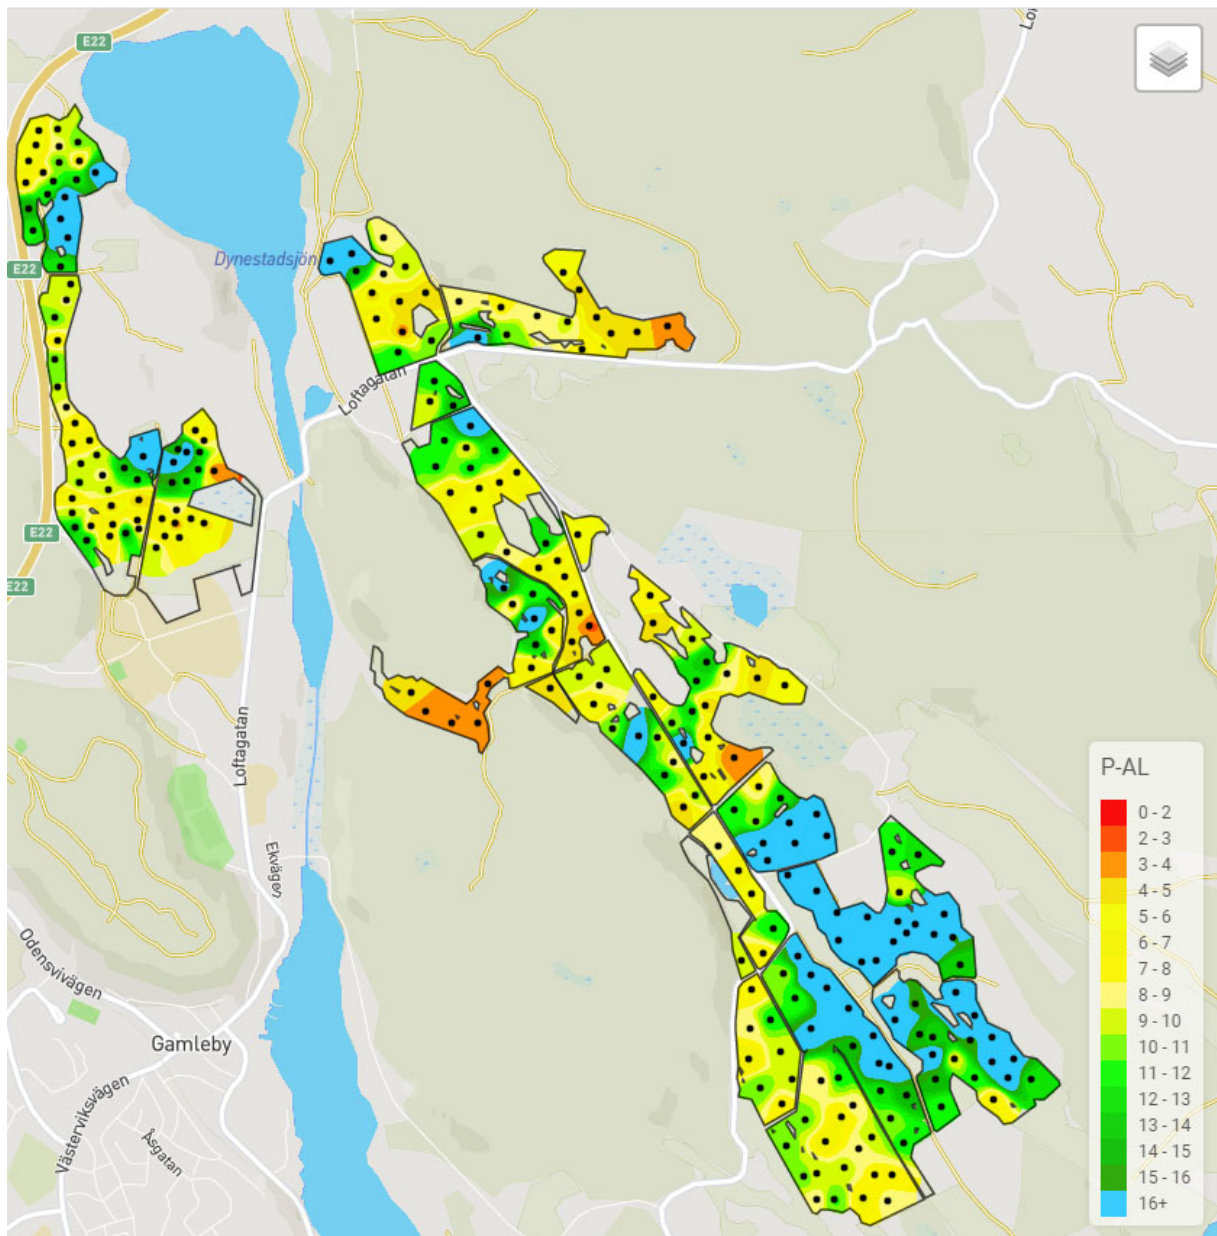 Lo
E22
Dynestadsjön
E22
Loftagatan
E22
E22
Loftagatan
Ekvägen
Odensvivägen
Gamleby
Västerviksvägen
Åsgatan
P-AL
0 - 2
2 - 3
3 - 4
4 - 5
5 - 6
6 - 7
7 - 8
8 - 9
9 - 10
10 - 11
11 - 12
12 - 13
13 - 14
14 - 15
15 - 16
16+